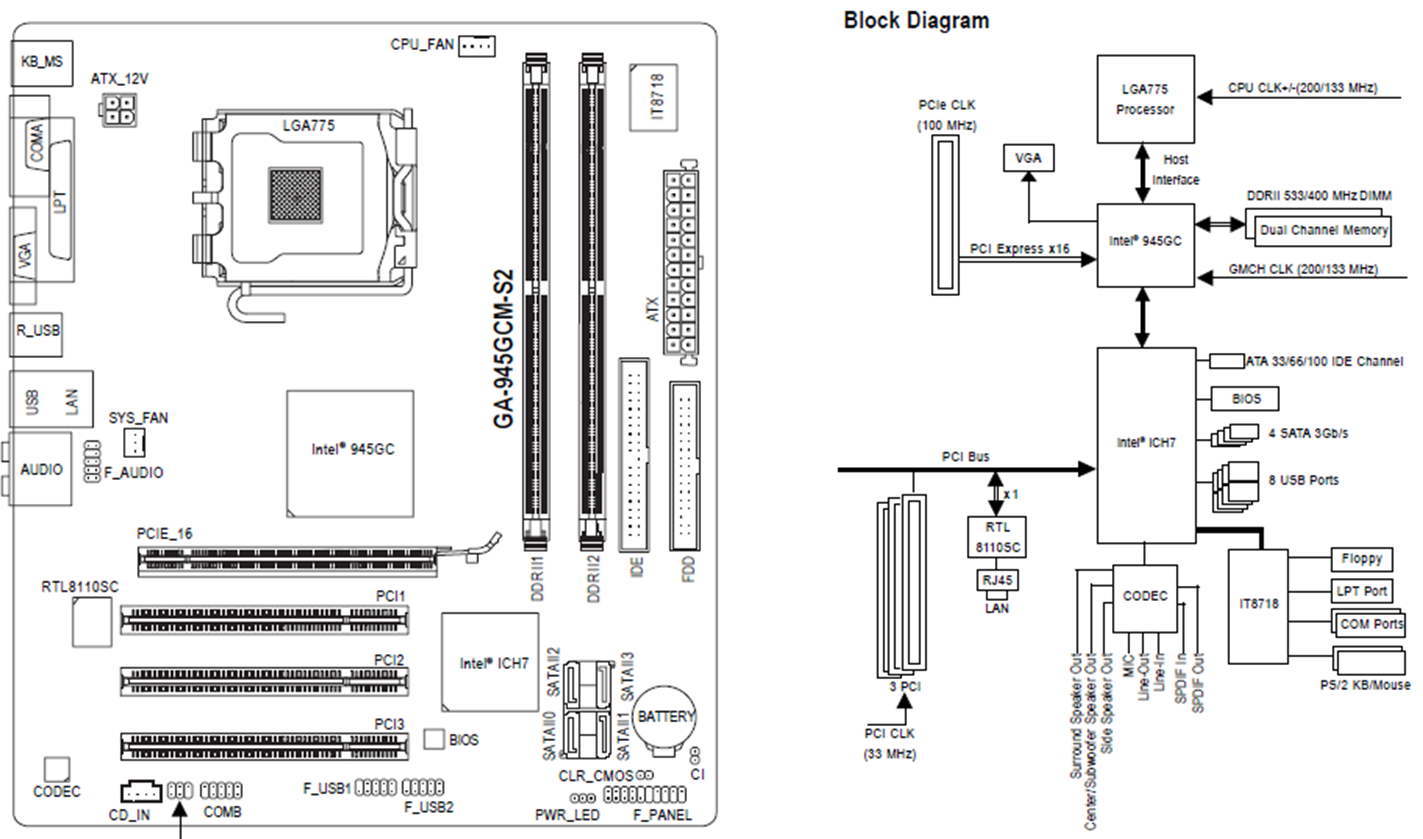 Block Diagram
KB_MS
ATX_12V
CPU_FAN
IT8718
LGA775
COMA
LPT
VGA
R_USB
USB
LAN
SYS_FAN
AUDIO
F_AUDIO
Intel® 945GC
GA-945GCM-S2
ATX
PCIE_16
DDRII1
DDRII2
IDE
FDD
RTL8110SC
PCI1
PCI2
PCI3
Intel® ICH7
SATAII2
SATAII3
SATAII0
SATAII1
BATTERY
BIOS
CODEC
CD_IN
COMB
F_USB1
F_USB2
CLR_CMOS
CI
PWR_LED
F_PANEL
PCIe CLK
(100 MHz)
LGA775
Processor
CPU CLK+/-(200/133 MHz)
VGA
Host
Interface
DDRII 533/400 MHz DIMM
Dual Channel Memory
Intel® 945GC
PCI Express x16
GMCH CLK (200/133 MHz)
ATA 33/66/100 IDE Channel
BIOS
4 SATA 3Gb/s
8 USB Ports
Intel® ICH7
PCI Bus
x 1
RTL
8110SC
RJ45
LAN
CODEC
IT8718
Floppy
LPT Port
COM Ports
PS/2 KB/Mouse
3 PCI
PCI CLK
(33 MHz)
Surround Speaker Out
Center/Subwoofer Speaker Out
Side Speaker Out
MIC
Line-Out
Line-In
SPDIF In
SPDIF Out